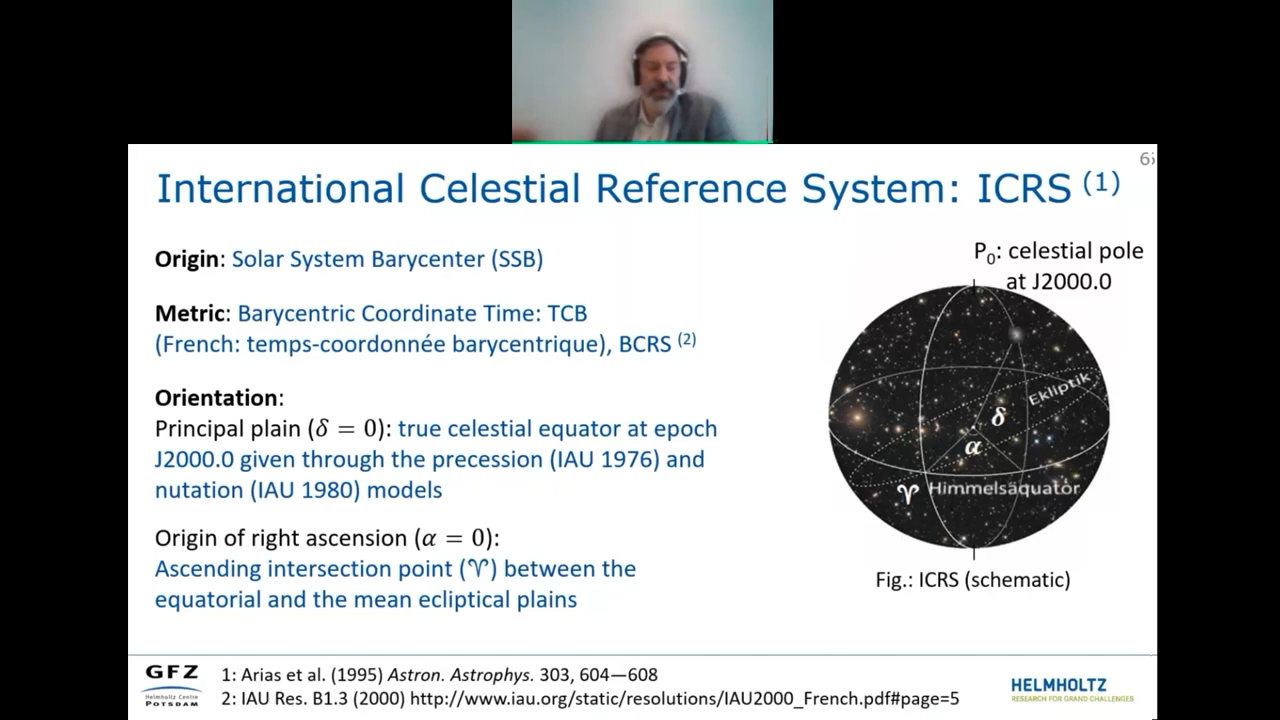 6
International Celestial Reference System: ICRS (1)
Origin: Solar System Barycenter (SSB)
Metric: Barycentric Coordinate Time: TCB
(French: temps-coordonnée barycentrique), BCRS (2)
Orientation:
Principal plain (δ = 0): true celestial equator at epoch
J2000.0 given through the precession (IAU 1976) and
nutation (IAU 1980) models
Origin of right ascension (α = 0):
Ascending intersection point (♈) between the
equatorial and the mean ecliptical plains
P₀: celestial pole
at J2000.0
Ekliptik
δ
α
♈ Himmelsäquator
Fig.: ICRS (schematic)
GFZ
Helmholtz Centre
POTSDAM
1: Arias et al. (1995) Astron. Astrophys. 303, 604—608
2: IAU Res. B1.3 (2000) http://www.iau.org/static/resolutions/IAU2000_French.pdf#page=5
HELMHOLTZ
RESEARCH FOR GRAND CHALLENGES